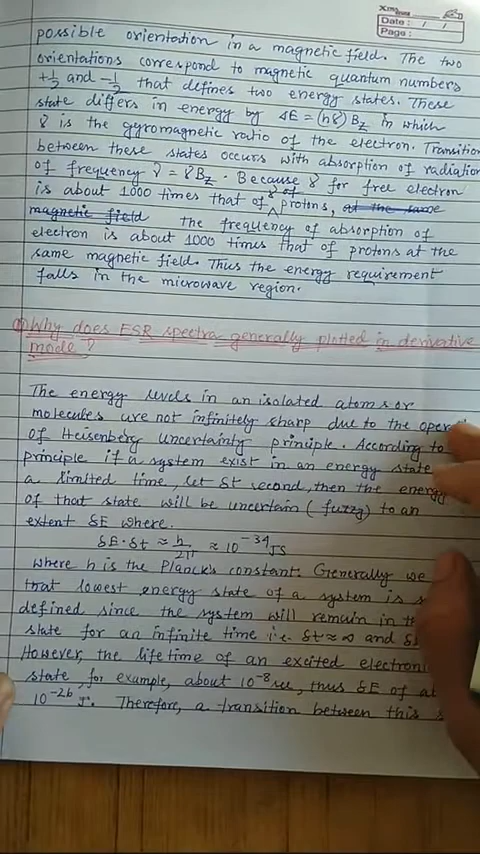 Date : / /
Page :
possible orientation in a magnetic field. The two
orientations correspond to magnetic quantum numbers
+1/2 and -1/2 that defines two energy states. These
state differs in energy by ΔE = (hγ) Bz in which
γ is the gyromagnetic ratio of the electron. Transition
between these states occurs with absorption of radiation
of frequency ν = γBz. Because γ for free electron
is about 1000 times that of γ of protons, at the same
magnetic field The frequency of absorption of
electron is about 1000 times that of protons at the
same magnetic field. Thus the energy requirement
falls in the microwave region.
Why does ESR spectra generally plotted in derivative
mode ?
The energy levels in an isolated atoms or
molecules are not infinitely sharp due to the
of Heisenberg Uncertainty principle. According to
principle if a system exist in an energy state
a limited time, let δt second, then the energy
of that state will be uncertain (fuzzy) to an
extent δE where.
δE·δt ≈ h/2π ≈ 10^-34 JS
where h is the Planck's constant. Generally we
that lowest energy state of a system is
defined since the system will remain in
state for an infinite time i.e. δt ≈ ∞ and
However, the lifetime of an excited
state, for example, about 10^-8 sec, thus δE of
10^-26 J. Therefore, a transition between this